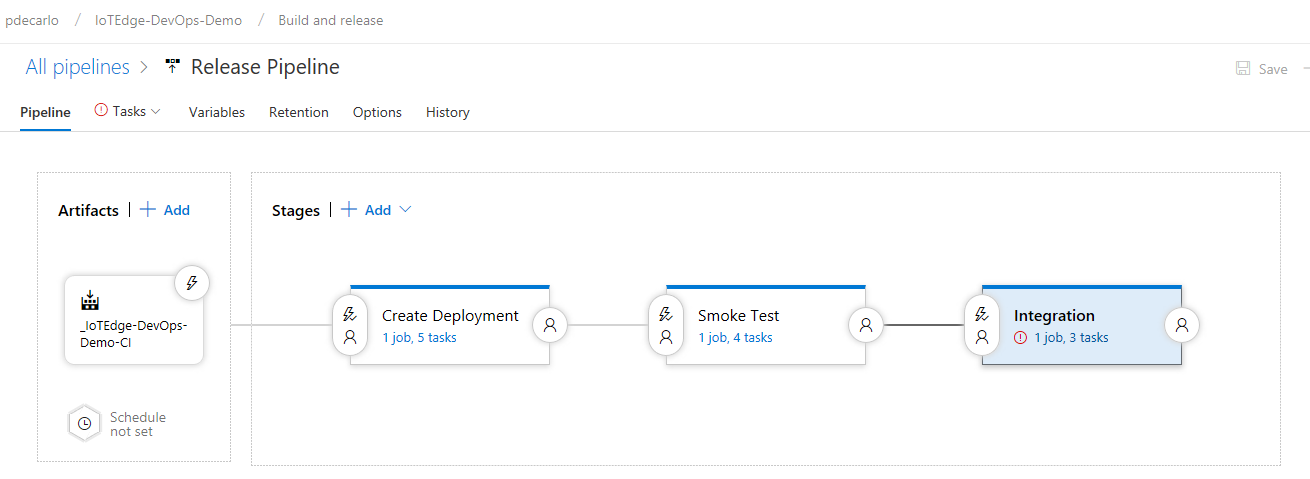 pdecarlo / IoTEdge-DevOps-Demo / Build and release
All pipelines > Release Pipeline
Save
Pipeline Tasks Variables Retention Options History
Artifacts | + Add
Stages | + Add
_IoTEdge-DevOps-
Demo-CI
Schedule
not set
Create Deployment
1 job, 5 tasks
Smoke Test
1 job, 4 tasks
Integration
1 job, 3 tasks